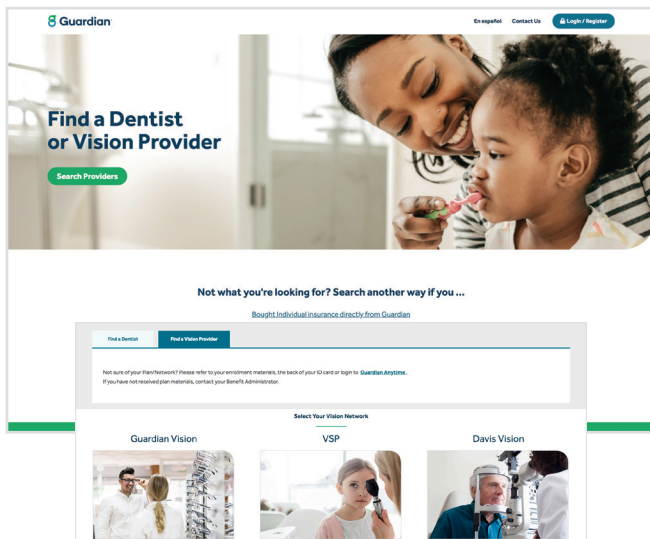 Guardian
En español Contact Us Login / Register
Find a Dentist
or Vision Provider
Search Providers
Not what you're looking for? Search another way if you ...
Bought Individual insurance directly from Guardian
Find a Dentist Find a Vision Provider
Not sure of your Plan/Network? Please refer to your enrollment materials, the back of your ID card or login to Guardian Anytime.
If you have not received plan materials, contact your Benefit Administrator.
Select Your Vision Network
Guardian Vision VSP Davis Vision